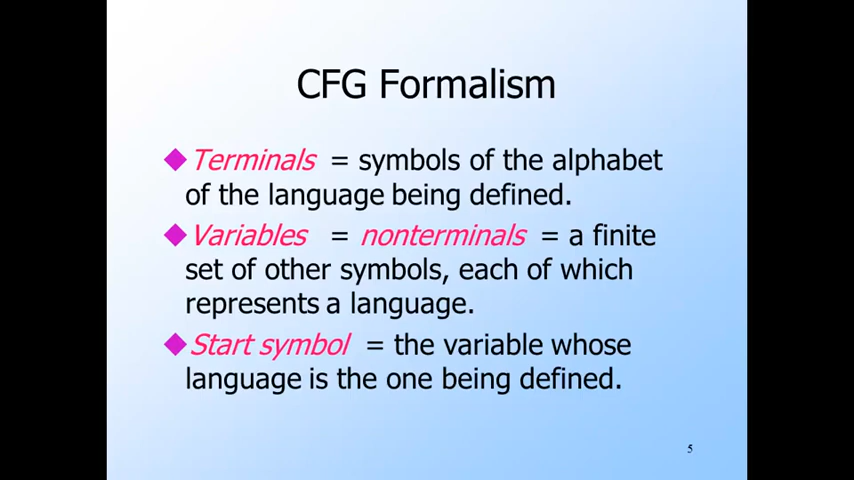 CFG Formalism
◆Terminals = symbols of the alphabet
of the language being defined.
◆Variables = nonterminals = a finite
set of other symbols, each of which
represents a language.
◆Start symbol = the variable whose
language is the one being defined.
5